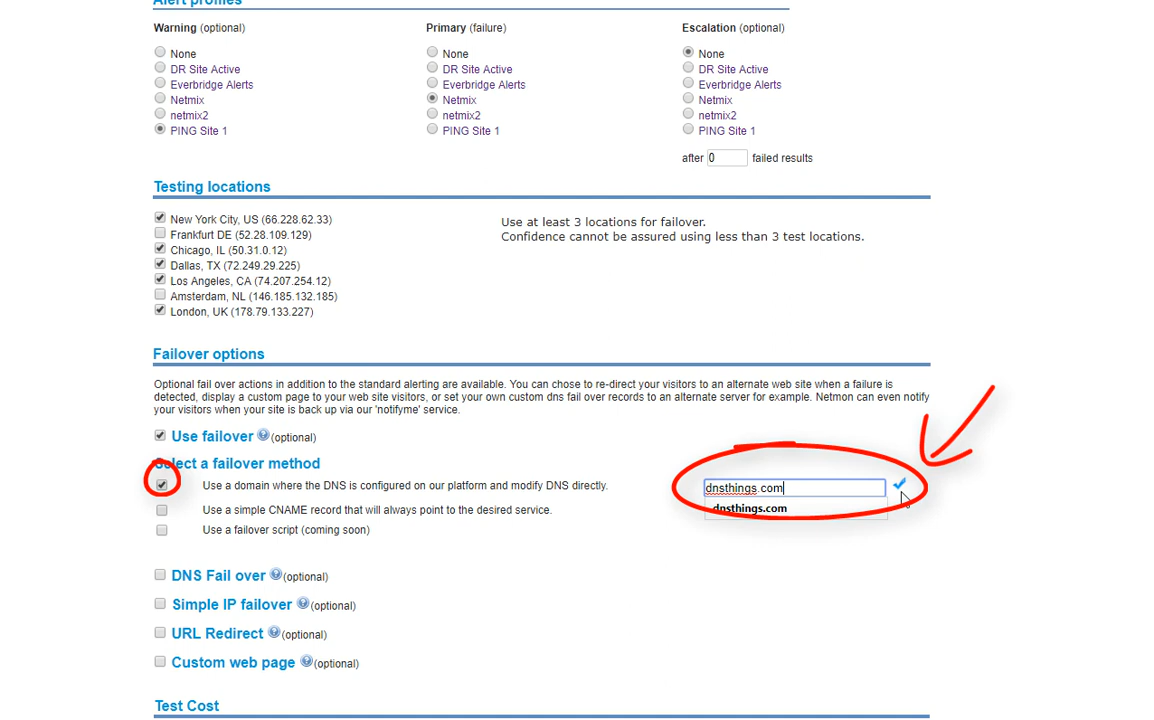 Alert profiles
Warning (optional) Primary (failure) Escalation (optional)
None None None
DR Site Active DR Site Active DR Site Active
Everbridge Alerts Everbridge Alerts Everbridge Alerts
Netmix Netmix Netmix
netmix2 netmix2 netmix2
PING Site 1 PING Site 1 PING Site 1
after 0 failed results
Testing locations
New York City, US (66.228.62.33)
Use at least 3 locations for failover.
Frankfurt DE (52.28.109.129)
Confidence cannot be assured using less than 3 test locations.
Chicago, IL (50.31.0.12)
Dallas, TX (72.249.29.225)
Los Angeles, CA (74.207.254.12)
Amsterdam, NL (146.185.132.185)
London, UK (178.79.133.227)
Failover options
Optional fail over actions in addition to the standard alerting are available. You can chose to re-direct your visitors to an alternate web site when a failure is
detected, display a custom page to your web site visitors, or set your own custom dns fail over records to an alternate server for example. Netmon can even notify
your visitors when your site is back up via our 'notifyme' service.
Use failover (optional)
Select a failover method
Use a domain where the DNS is configured on our platform and modify DNS directly. dnsthings.com
dnsthings.com
Use a simple CNAME record that will always point to the desired service.
Use a failover script (coming soon)
DNS Fail over (optional)
Simple IP failover (optional)
URL Redirect (optional)
Custom web page (optional)
Test Cost